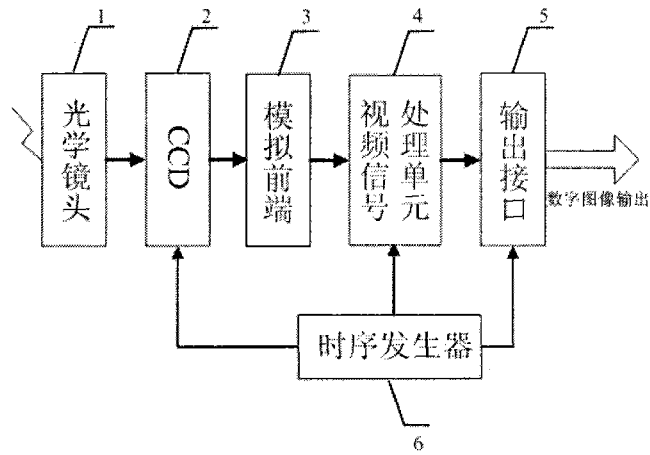 1
2
3
4
5
光学镜头
CCD
模拟前端
视频信号
处理单元
输出接口
数字图像输出
时序发生器
6